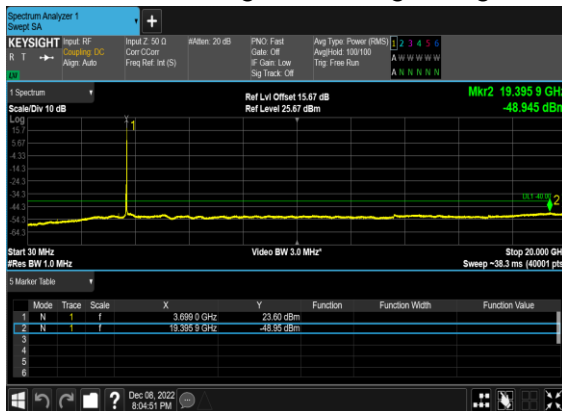 Spectrum Analyzer 1
Swept SA
+
KEYSIGHT Input: RF Input Z: 50 Ω #Atten: 20 dB PNO: Fast Avg Type: Power (RMS) 1 2 3 4 5 6
R T Coupling: DC Corr CCorr Gate: Off Avg|Hold: 100/100 A W W W W W
Align: Auto Freq Ref: Int (S) IF Gain: Low Trig: Free Run
Sig Track: Off A N N N N N
1 Spectrum Ref Lvl Offset 15.67 dB Mkr2 19.395 9 GHz
Scale/Div 10 dB Ref Level 25.67 dBm -48.945 dBm
Log
15.7
5.67
-4.33
-14.3
-24.3
-34.3
-44.3
-54.3
-64.3
1
2
Start 30 MHz Video BW 3.0 MHz* Stop 20.000 GHz
#Res BW 1.0 MHz Sweep ~38.3 ms (40001 pts)
5 Marker Table
Mode Trace Scale X Y Function Function Width Function Value
1 N 1 f 3.699 0 GHz 23.60 dBm
2 N 1 f 19.395 9 GHz -48.95 dBm
3
4
5
6
? Dec 08, 2022
8:04:51 PM